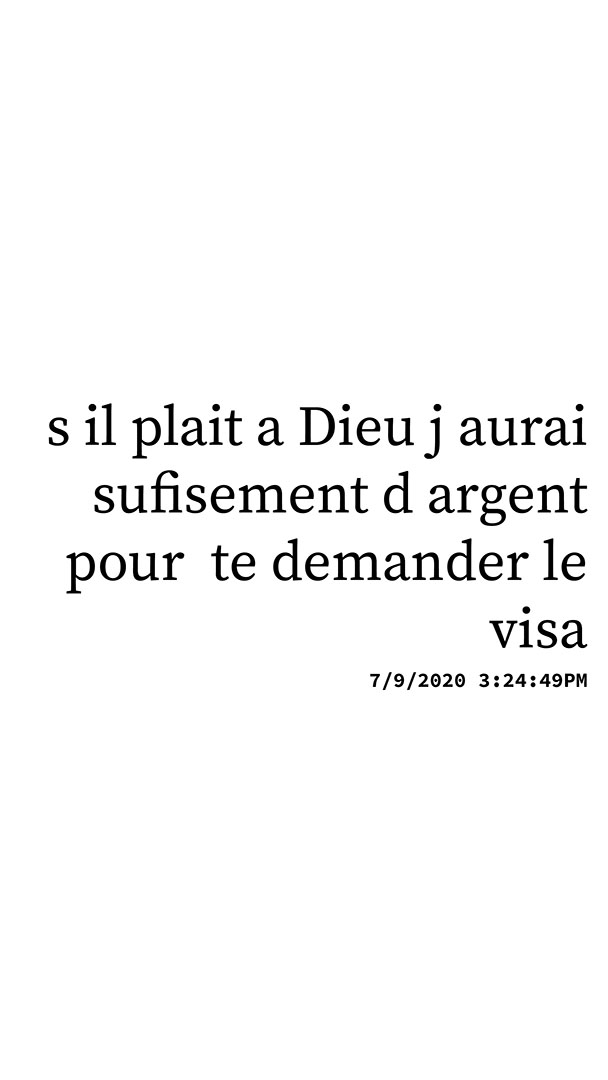 s il plait a Dieu j aurai
sufisement d argent
pour  te demander le
visa
7/9/2020 3:24:49PM